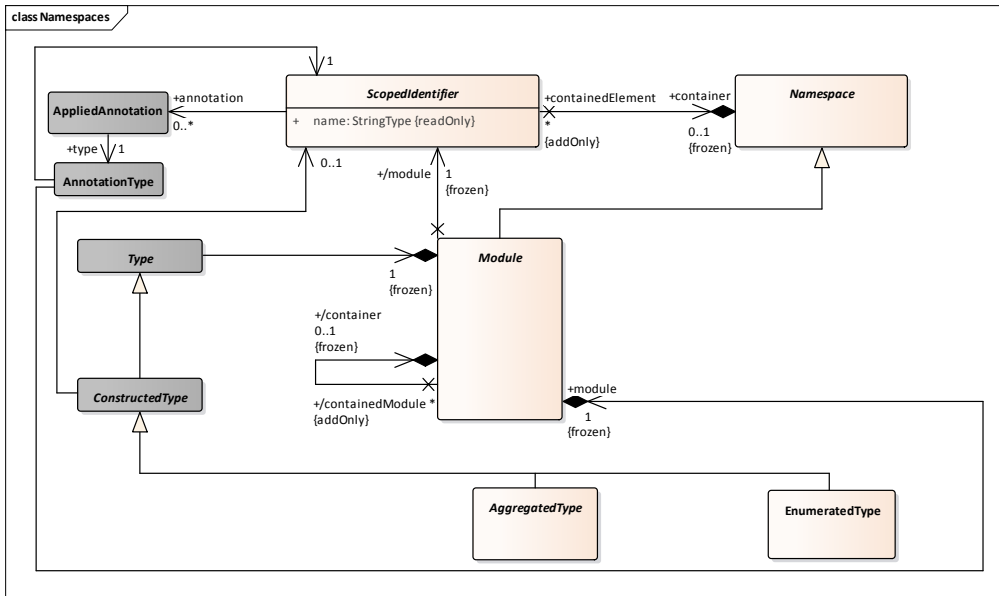 class Namespaces
1
AppliedAnnotation
+annotation
0..*
ScopedIdentifier
+ name: StringType {readOnly}
+containedElement
*
{addOnly}
+container
0..1
{frozen}
Namespace
+type
1
AnnotationType
0..1
+/module
1
{frozen}
Type
1
{frozen}
Module
+/container
0..1
{frozen}
+/containedModule *
{addOnly}
+module
1
{frozen}
ConstructedType
AggregatedType
EnumeratedType